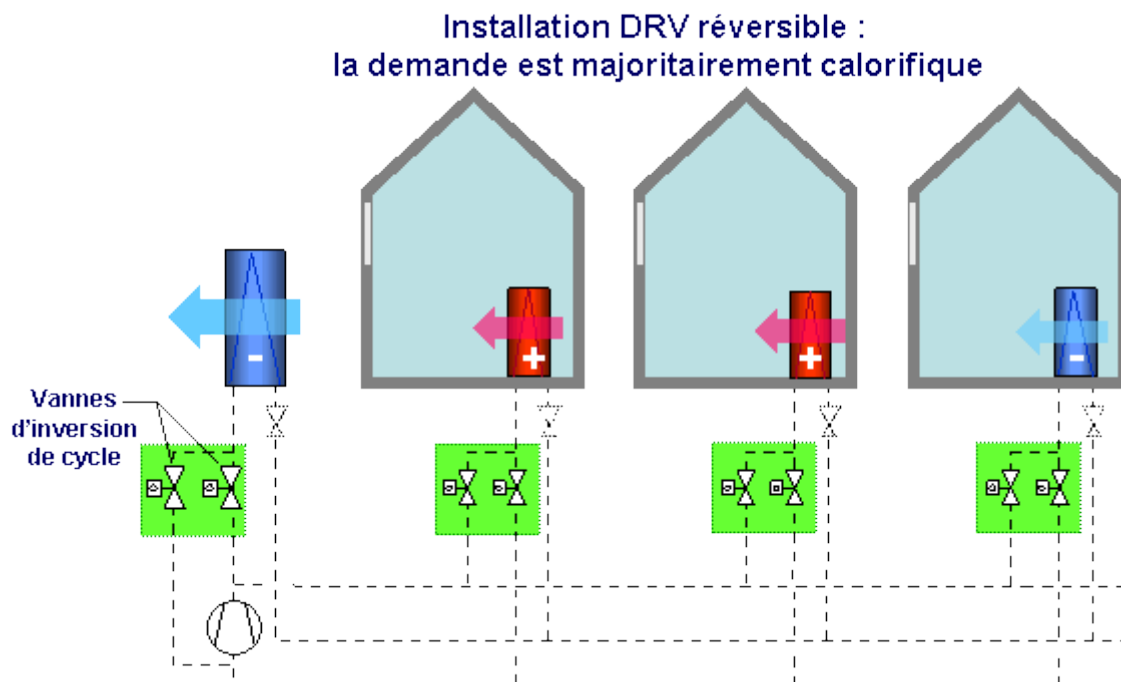 Installation DRV réversible :
la demande est majoritairement calorifique
-
+
+
-
Vannes
d'inversion
de cycle